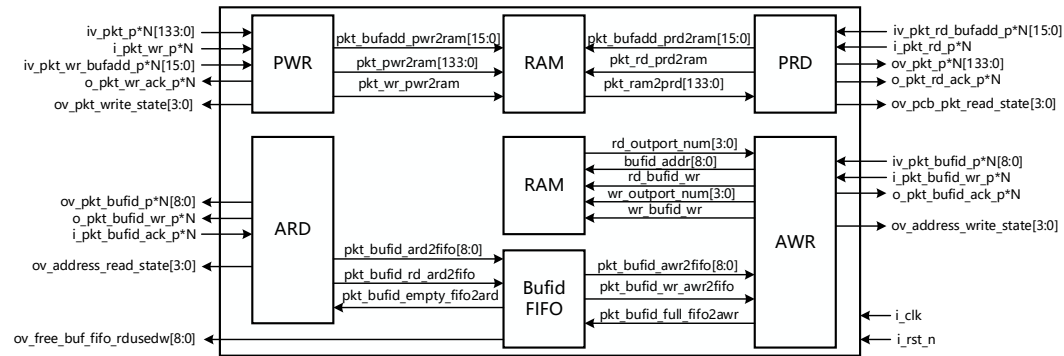 iv_pkt_p*N[133:0]
i_pkt_wr_p*N
iv_pkt_wr_bufadd_p*N[15:0]
o_pkt_wr_ack_p*N
ov_pkt_write_state[3:0]
PWR
pkt_bufadd_pwr2ram[15:0]
pkt_pwr2ram[133:0]
pkt_wr_pwr2ram
RAM
pkt_bufadd_prd2ram[15:0]
pkt_rd_prd2ram
pkt_ram2prd[133:0]
PRD
iv_pkt_rd_bufadd_p*N[15:0]
i_pkt_rd_p*N
ov_pkt_p*N[133:0]
o_pkt_rd_ack_p*N
ov_pcb_pkt_read_state[3:0]
ov_pkt_bufid_p*N[8:0]
o_pkt_bufid_wr_p*N
i_pkt_bufid_ack_p*N
ov_address_read_state[3:0]
ARD
RAM
rd_outport_num[3:0]
bufid_addr[8:0]
rd_bufid_wr
wr_outport_num[3:0]
wr_bufid_wr
AWR
iv_pkt_bufid_p*N[8:0]
i_pkt_bufid_wr_p*N
o_pkt_bufid_ack_p*N
ov_address_write_state[3:0]
pkt_bufid_ard2fifo[8:0]
pkt_bufid_rd_ard2fifo
pkt_bufid_empty_fifo2ard
Bufid
FIFO
pkt_bufid_awr2fifo[8:0]
pkt_bufid_wr_awr2fifo
pkt_bufid_full_fifo2awr
i_clk
i_rst_n
ov_free_buf_fifo_rdusedw[8:0]